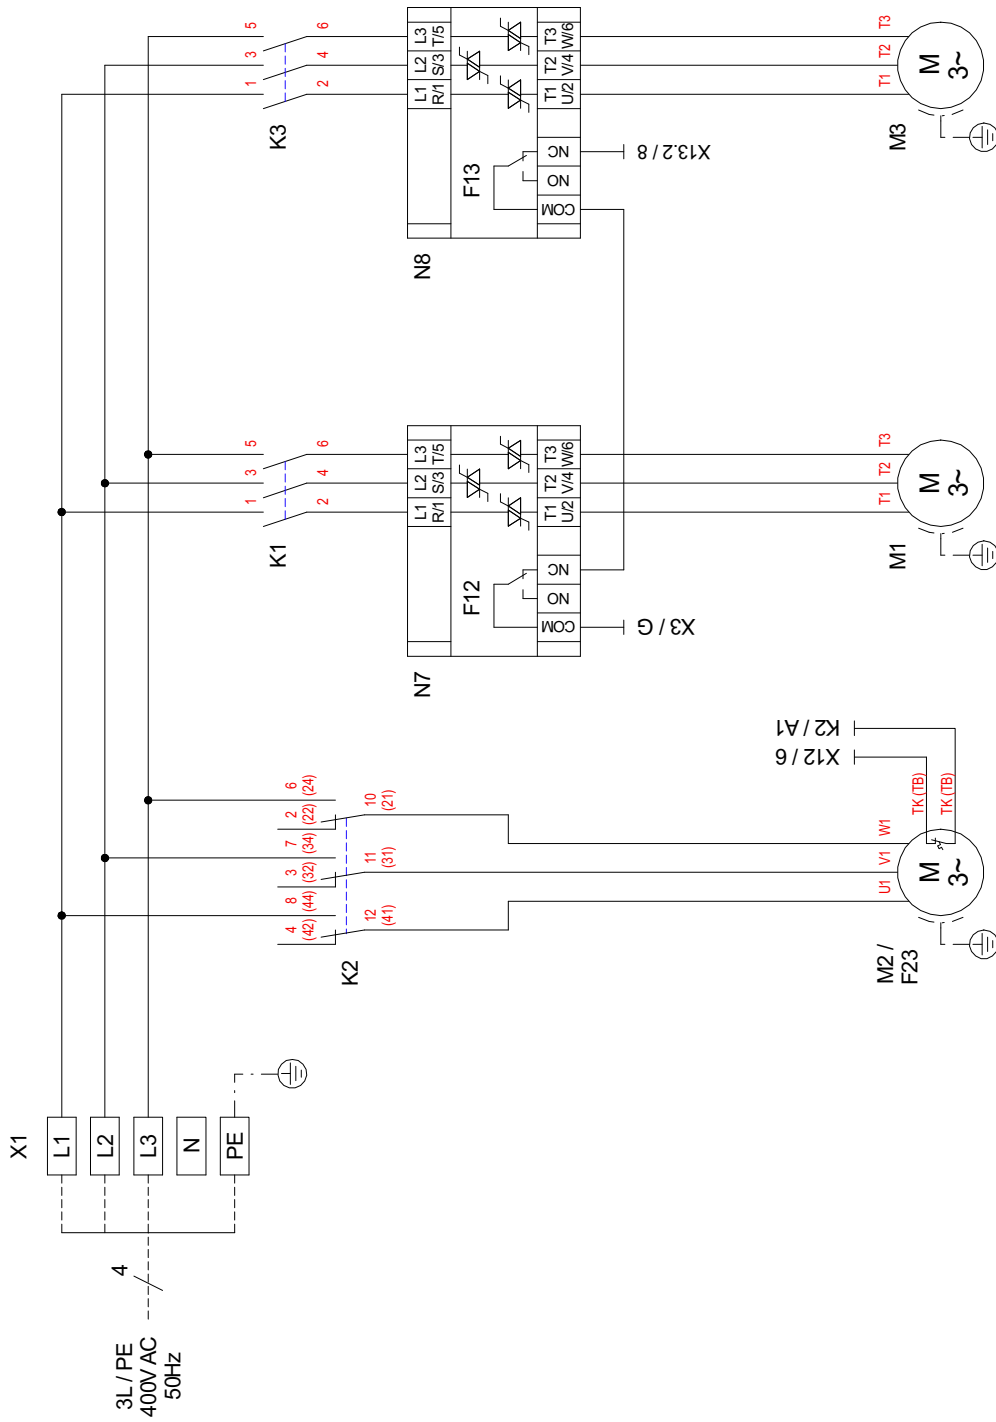 X1
L1
L2
L3
N
PE
4
3L / PE
400V AC
50Hz
K2
4
(42)
8
(44)
3
(32)
7
(34)
2
(22)
6
(24)
12
(41)
11
(31)
10
(21)
M2 /
F23
U1
V1
W1
TK (TB)
TK (TB)
M
3~
X12 / 6
K2 / A1
K1
1
3
5
2
4
6
N7
L1
R/1
L2
S/3
L3
T/5
F12
COM
NO
NC
T1
U/2
T2
V/4
T3
W/6
X3 / G
M1
T1
T2
T3
M
3~
K3
1
3
5
2
4
6
N8
L1
R/1
L2
S/3
L3
T/5
F13
COM
NO
NC
T1
U/2
T2
V/4
T3
W/6
X13.2 / 8
M3
T1
T2
T3
M
3~